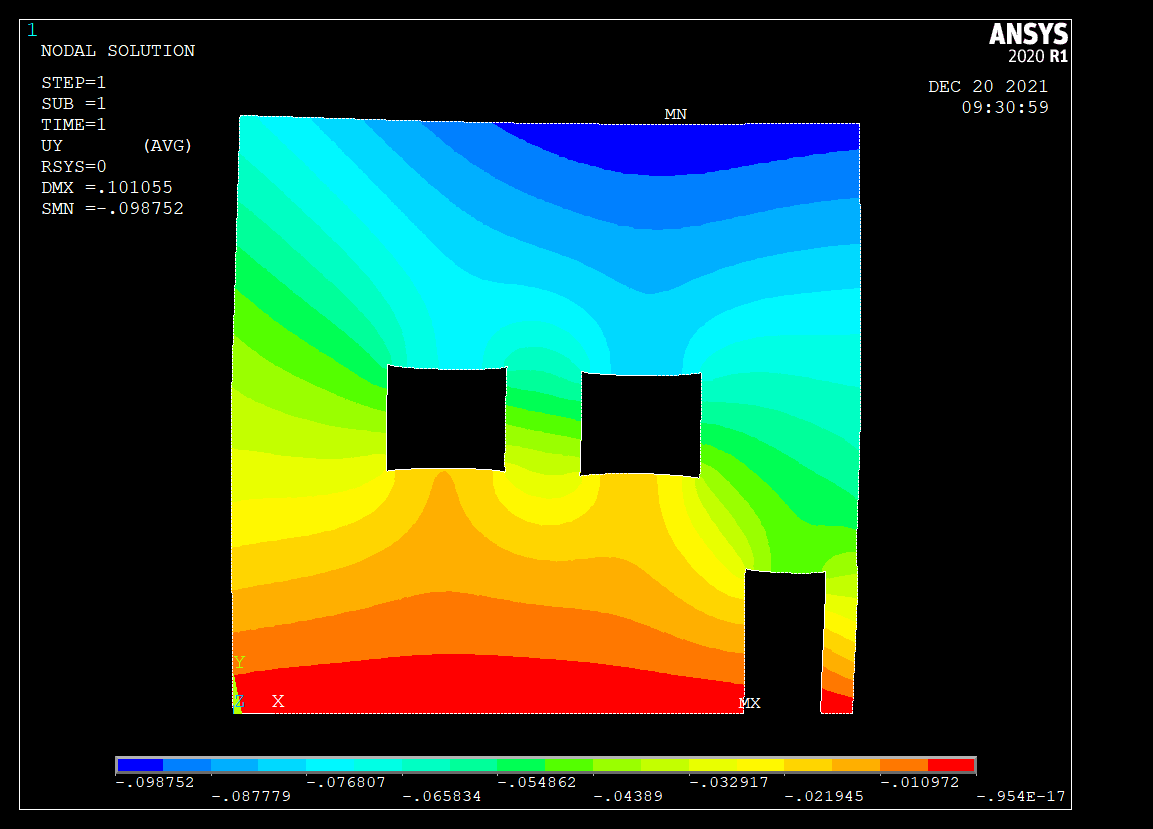 1
NODAL SOLUTION
STEP=1
SUB =1
TIME=1
UY (AVG)
RSYS=0
DMX =.101055
SMN =-.098752
ANSYS
2020 R1
DEC 20 2021
09:30:59
MN
Y
Z X
MX
-.098752 -.076807 -.054862 -.032917 -.010972
-.087779 -.065834 -.04389 -.021945 -.954E-17